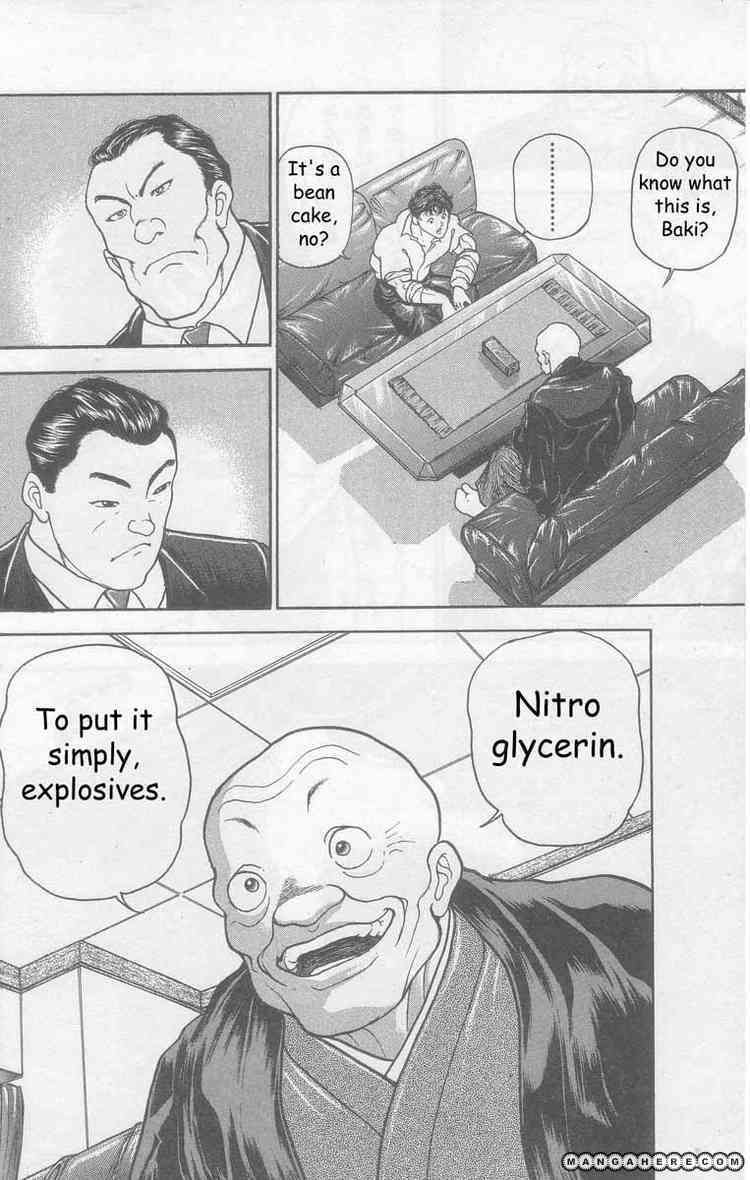 Do you
know what
this is,
Baki?
..........
It's a
bean
cake,
no?
Nitro
glycerin.
To put it
simply,
explosives.
MANGAHERE.COM